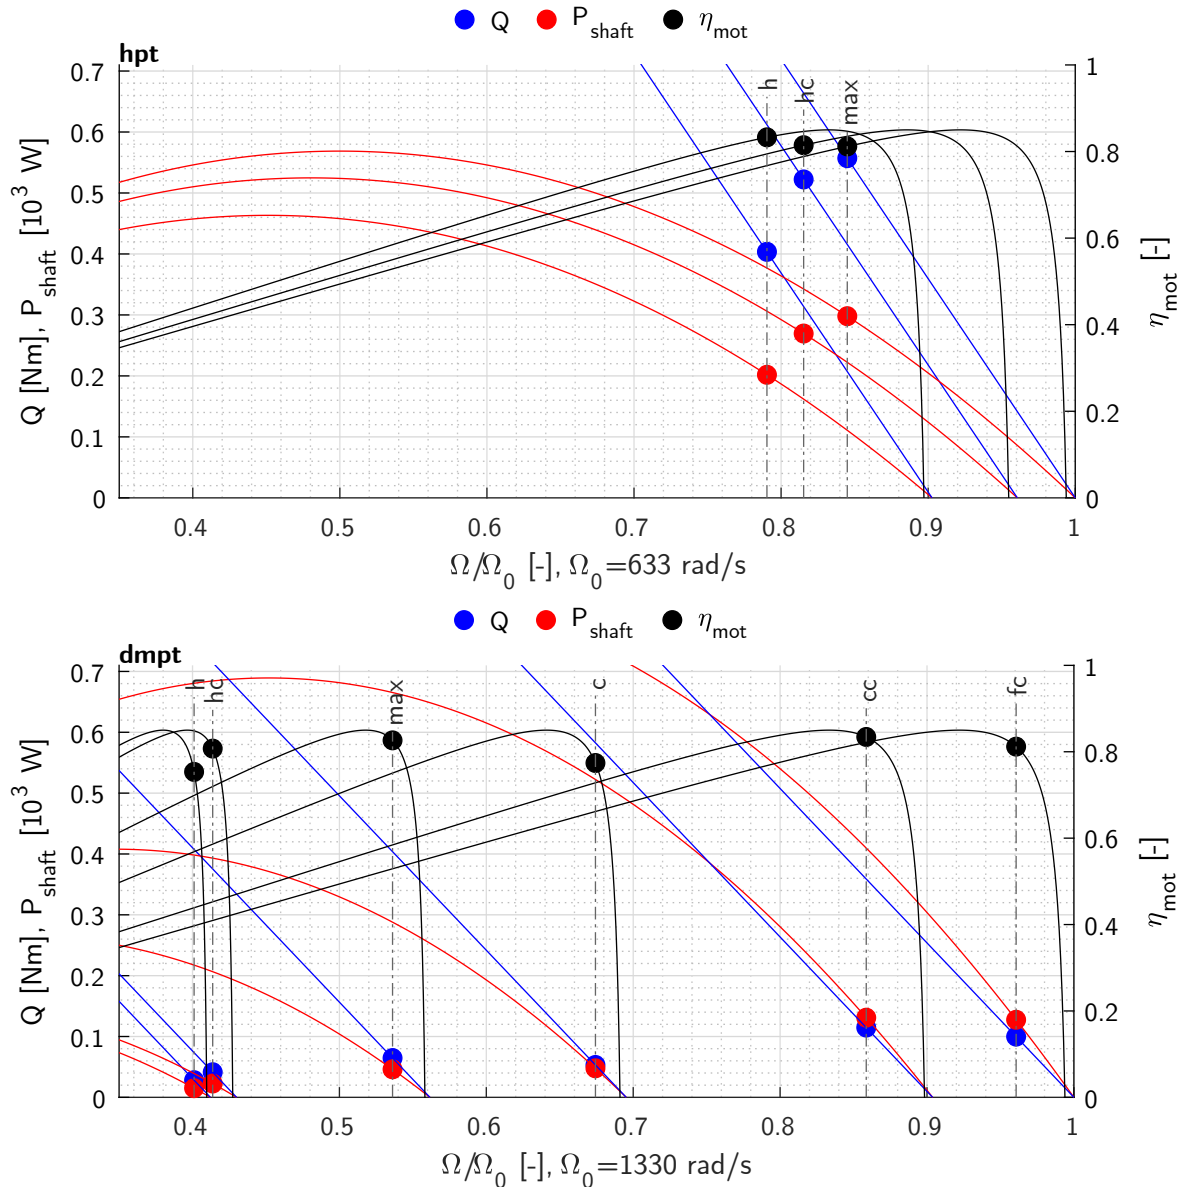 Q P_shaft η_mot
hpt
h hc max
0.7 0.6 0.5 0.4 0.3 0.2 0.1 0
Q [Nm], P_shaft [10^3 W]
1 0.8 0.6 0.4 0.2 0
η_mot [-]
0.4 0.5 0.6 0.7 0.8 0.9 1
Ω/Ω_0 [-], Ω_0=633 rad/s
Q P_shaft η_mot
dmpt
h hc max c cc fc
0.7 0.6 0.5 0.4 0.3 0.2 0.1 0
Q [Nm], P_shaft [10^3 W]
1 0.8 0.6 0.4 0.2 0
η_mot [-]
0.4 0.5 0.6 0.7 0.8 0.9 1
Ω/Ω_0 [-], Ω_0=1330 rad/s